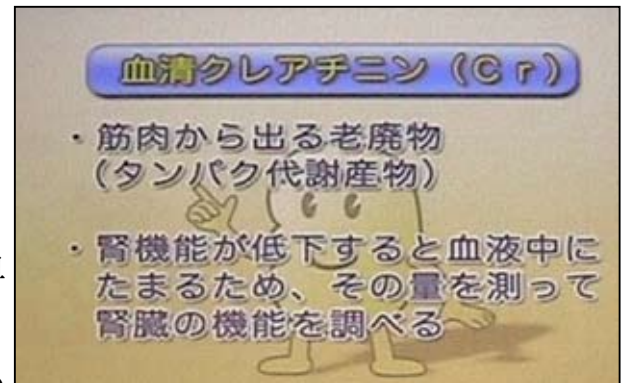 血清クレアチニン（Cr）
・筋肉から出る老廃物
（タンパク代謝産物）
・腎機能が低下すると血液中に
たまるため、その量を測って
腎臓の機能を調べる